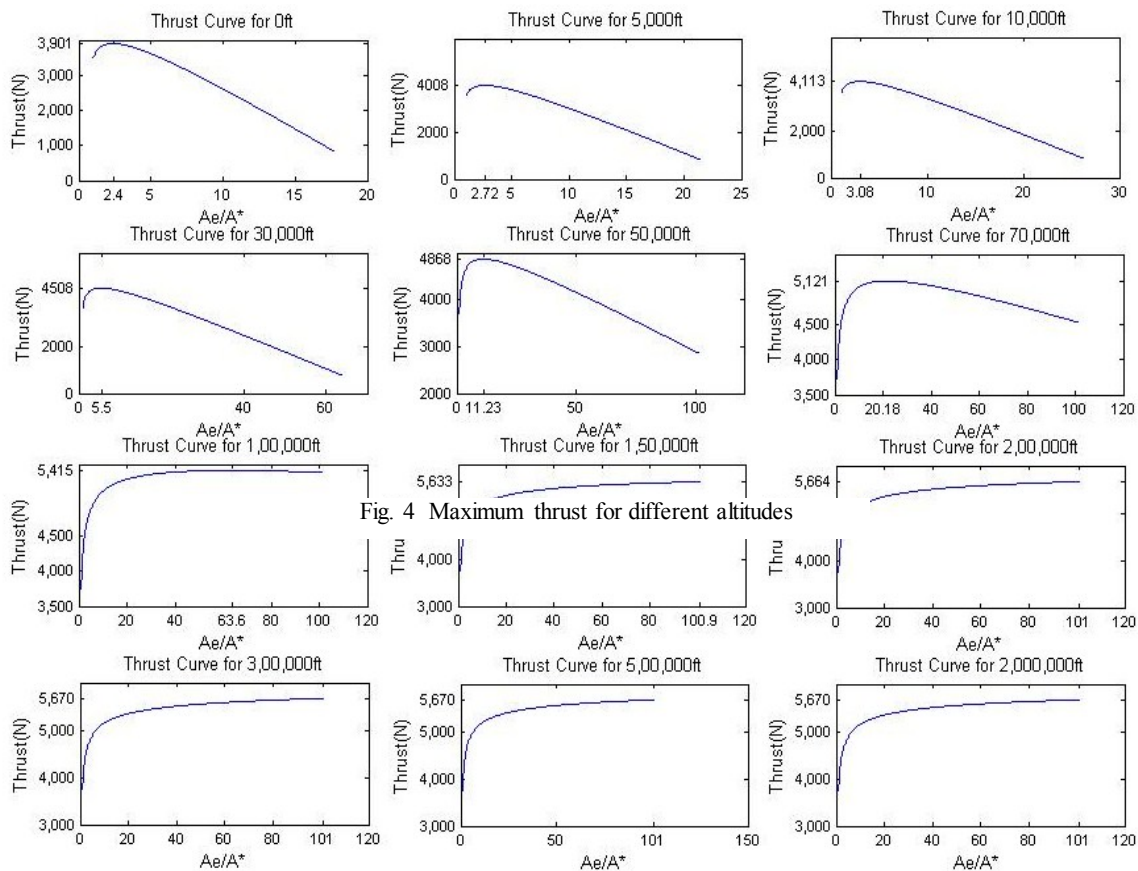 Thrust Curve for 0ft
3,901
3,000
2,000
1,000
0
Thrust(N)
0 2.4 5 10 15 20
Ae/A*
Thrust Curve for 5,000ft
4008
2000
0
Thrust(N)
0 2.72 5 10 15 20 25
Ae/A*
Thrust Curve for 10,000ft
4,113
2,000
0
Thrust(N)
0 3.08 10 20 30
Ae/A*
Thrust Curve for 30,000ft
4508
2000
0
Thrust(N)
0 5.5 40 60
Ae/A*
Thrust Curve for 50,000ft
4868
4000
3000
2000
Thrust(N)
0 11.23 50 100
Ae/A*
Thrust Curve for 70,000ft
5,121
4,500
4,000
3,500
Thrust(N)
0 20.18 40 60 80 100 120
Ae/A*
Thrust Curve for 1,00,000ft
5,415
4,500
4,000
3,500
Thrust(N)
0 20 40 63.6 80 100 120
Ae/A*
Thrust Curve for 1,50,000ft
5,633
4,000
3,000
0 20 40 60 80 100.9 120
Ae/A*
Thrust Curve for 2,00,000ft
5,664
4,000
3,000
0 20 40 60 80 101 120
Ae/A*
Fig. 4 Maximum thrust for different altitudes
Thrust Curve for 3,00,000ft
5,670
5,000
4,000
3,000
Thrust(N)
0 20 40 60 80 101 120
Ae/A*
Thrust Curve for 5,00,000ft
5,670
5,000
4,000
3,000
Thrust(N)
0 50 101 150
Ae/A*
Thrust Curve for 2,000,000ft
5,670
5,000
4,000
3,000
Thrust(N)
0 20 40 60 80 101 120
Ae/A*